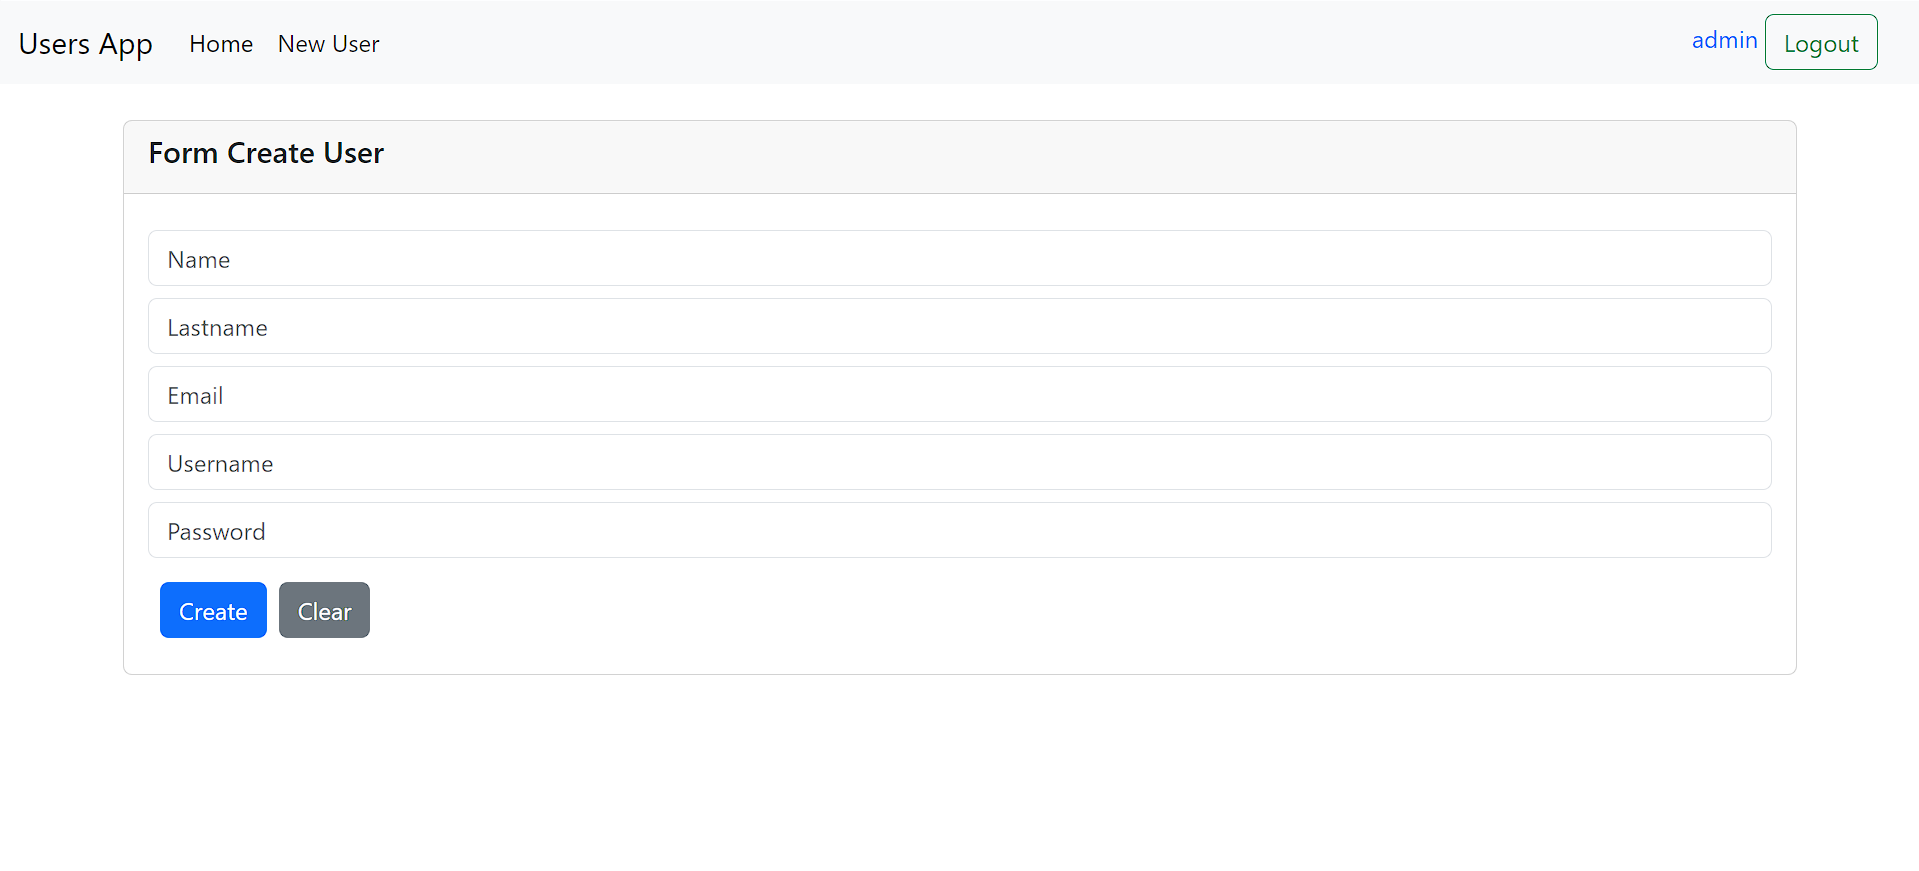 Users App Home New User admin Logout
Form Create User
Name
Lastname
Email
Username
Password
Create Clear